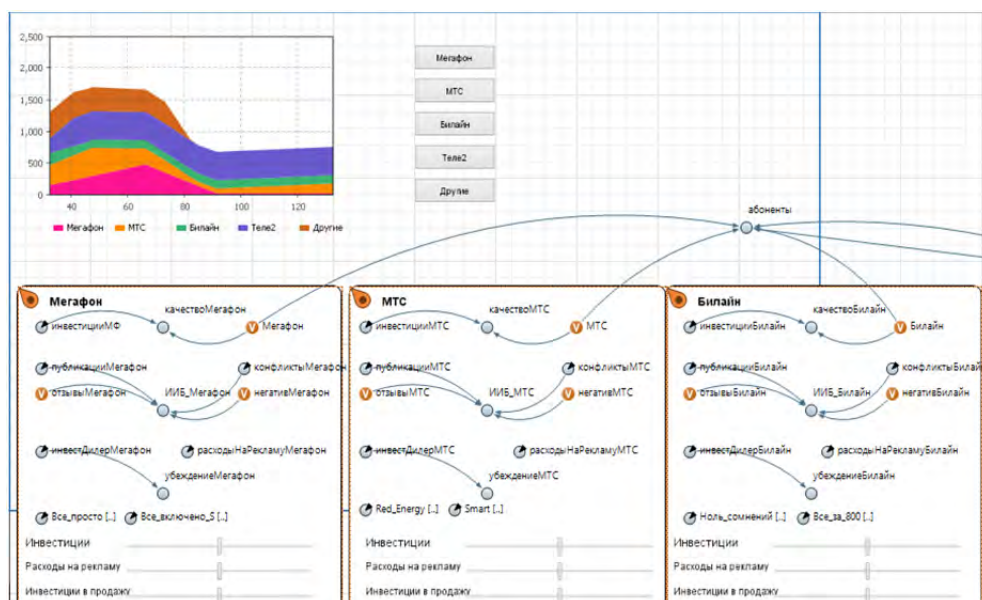 2,500
2,000
1,500
1,000
500
0
40 60 80 100 120
Мегафон МТС Билайн Теле2 Другие
Мегафон
МТС
Билайн
Теле2
Другие
абоненты
Мегафон
качествоМегафон
инвестицииМФ
Мегафон
публикацииМегафон
конфликтыМегафон
отзывыМегафон
ИИБ_Мегафон
негативМегафон
инвестДилерМегафон
расходыНаРекламуМегафон
убеждениеМегафон
Все_просто [..]
Все_включено_S [..]
Инвестиции
Расходы на рекламу
Инвестиции в продажу
МТС
качествоМТС
инвестицииМТС
МТС
публикацииМТС
конфликтыМТС
отзывыМТС
ИИБ_МТС
негативМТС
инвестДилерМТС
расходыНаРекламуМТС
убеждениеМТС
Red_Energy [..]
Smart [..]
Инвестиции
Расходы на рекламу
Инвестиции в продажу
Билайн
качествоБилайн
инвестицииБилайн
Билайн
публикацииБилайн
конфликтыБилайн
отзывыБилайн
ИИБ_Билайн
негативБилайн
инвестДилерБилайн
расходыНаРекламуБилайн
убеждениеБилайн
Ноль_сомнений [..]
Все_за_800 [..]
Инвестиции
Расходы на рекламу
Инвестиции в продажу